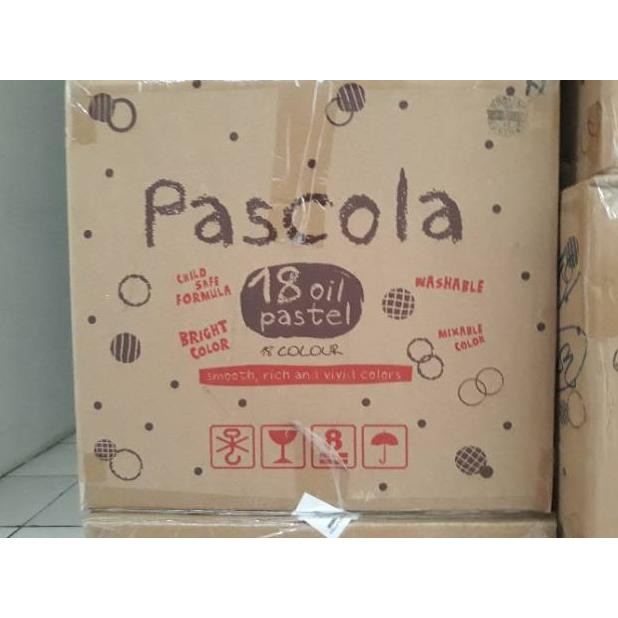 Pascola
CHILD
SAFE
FORMULA
18 oil
pastel
WASHABLE
BRIGHT
COLOR
18 COLOUR
MIXABLE
COLOR
smooth, rich and vivid colors
8